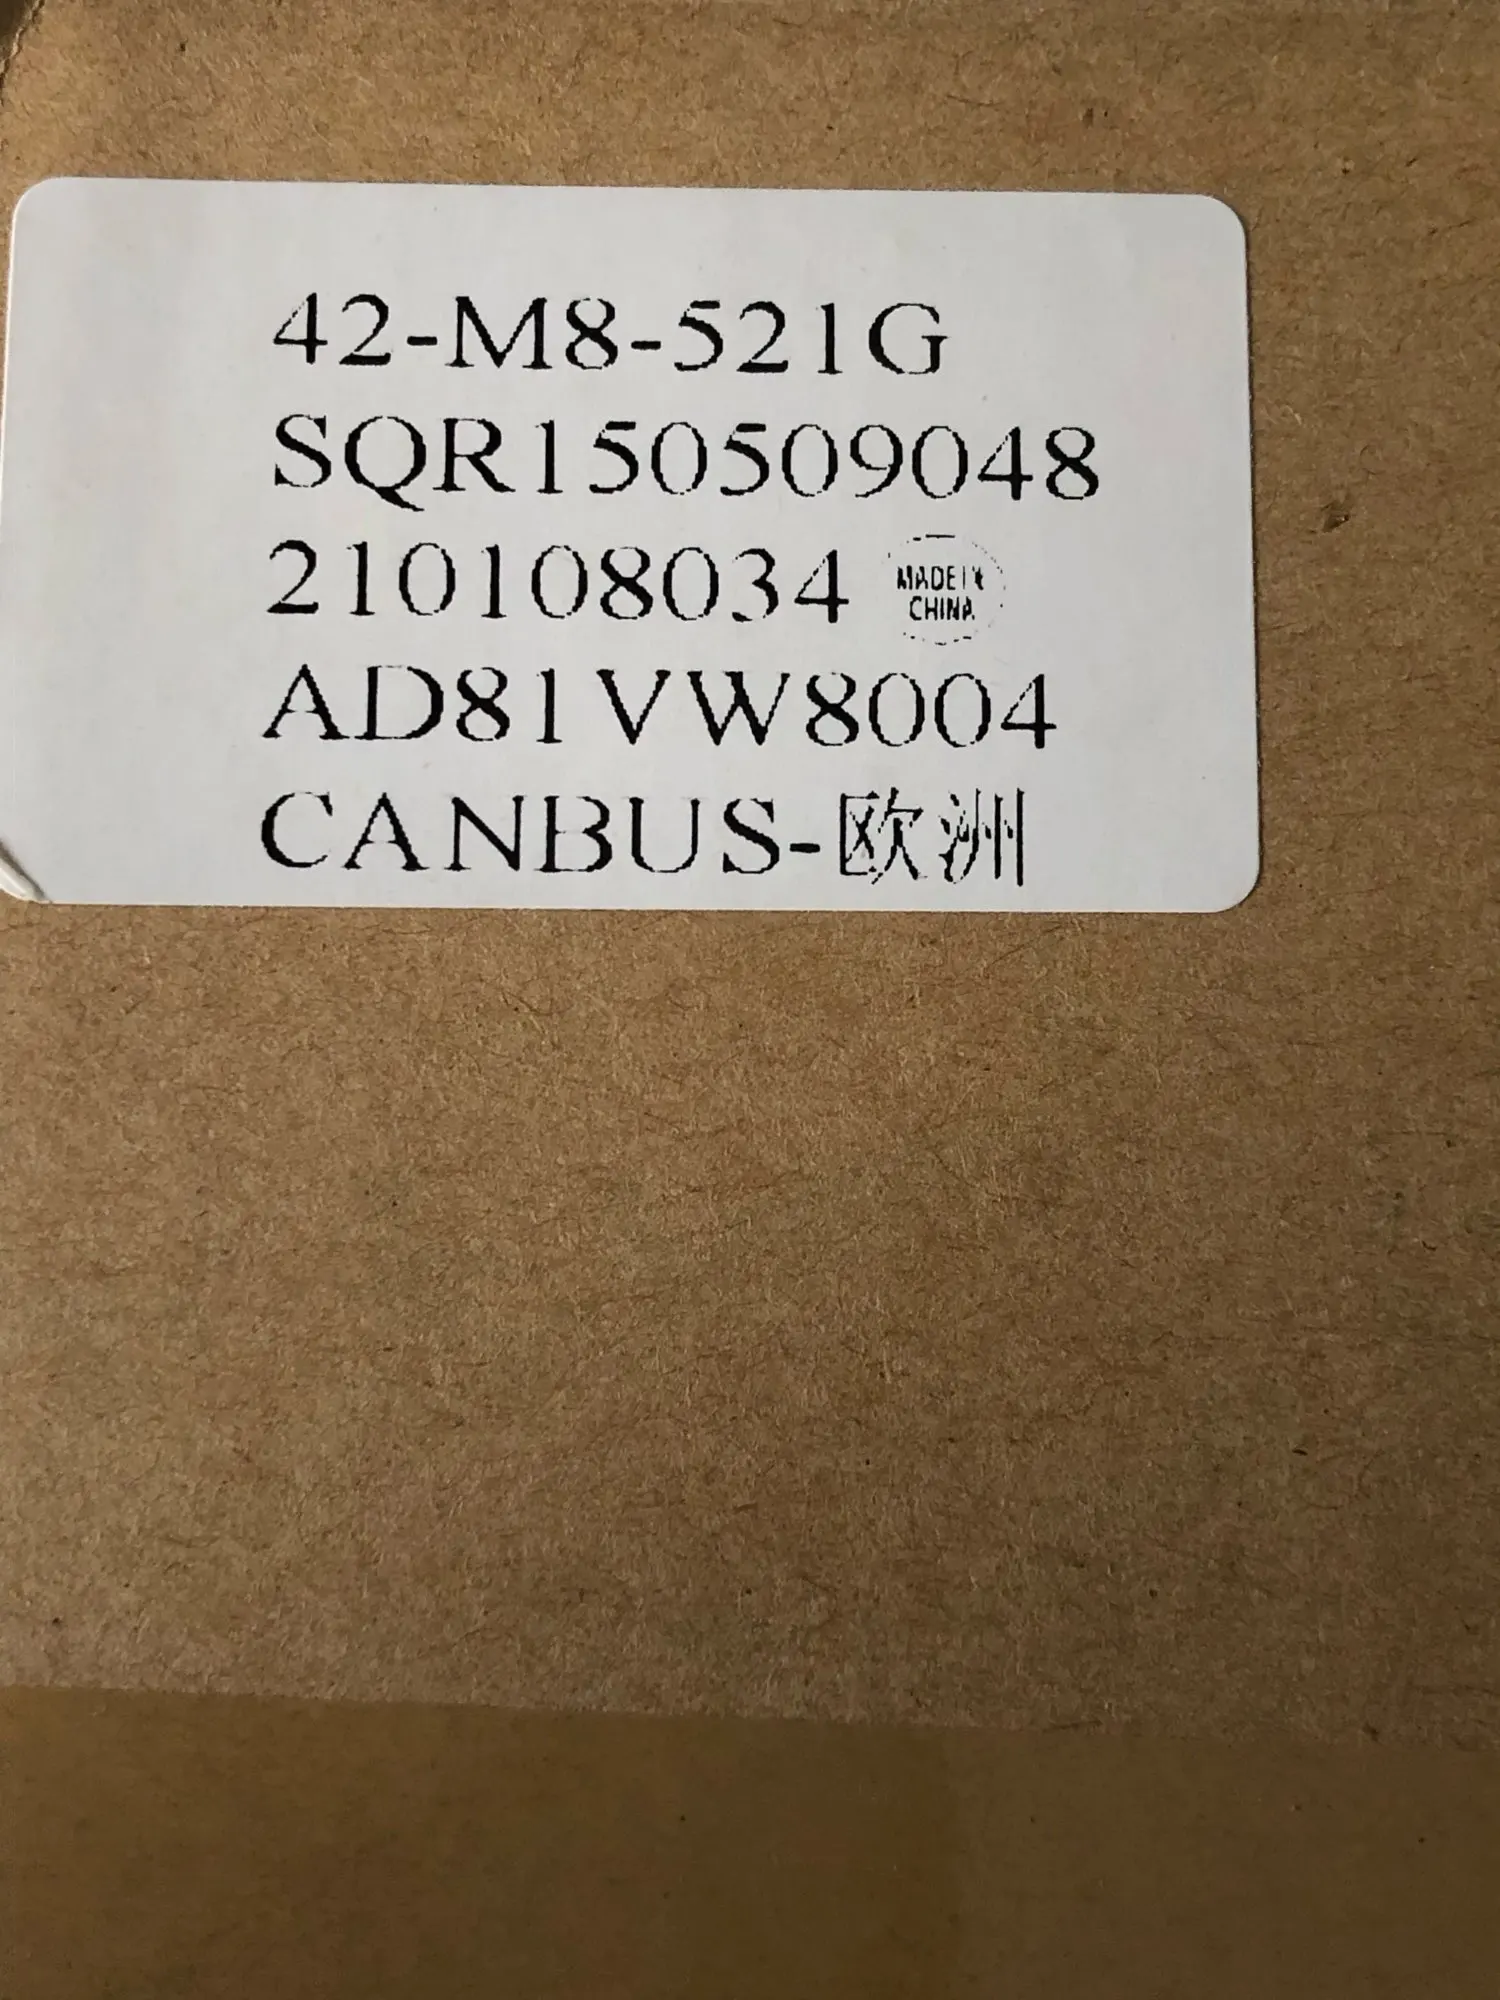 42-M8-521G
SQR150509048
210108034
MADE IN
CHINA
AD81VW8004
CANBUS-欧洲